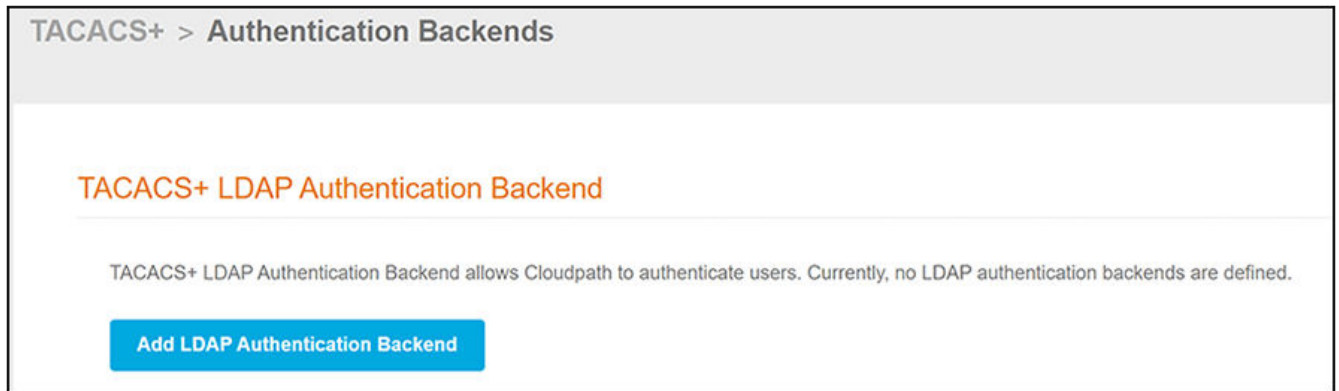 TACACS+ > Authentication Backends
TACACS+ LDAP Authentication Backend
TACACS+ LDAP Authentication Backend allows Cloudpath to authenticate users. Currently, no LDAP authentication backends are defined.
Add LDAP Authentication Backend